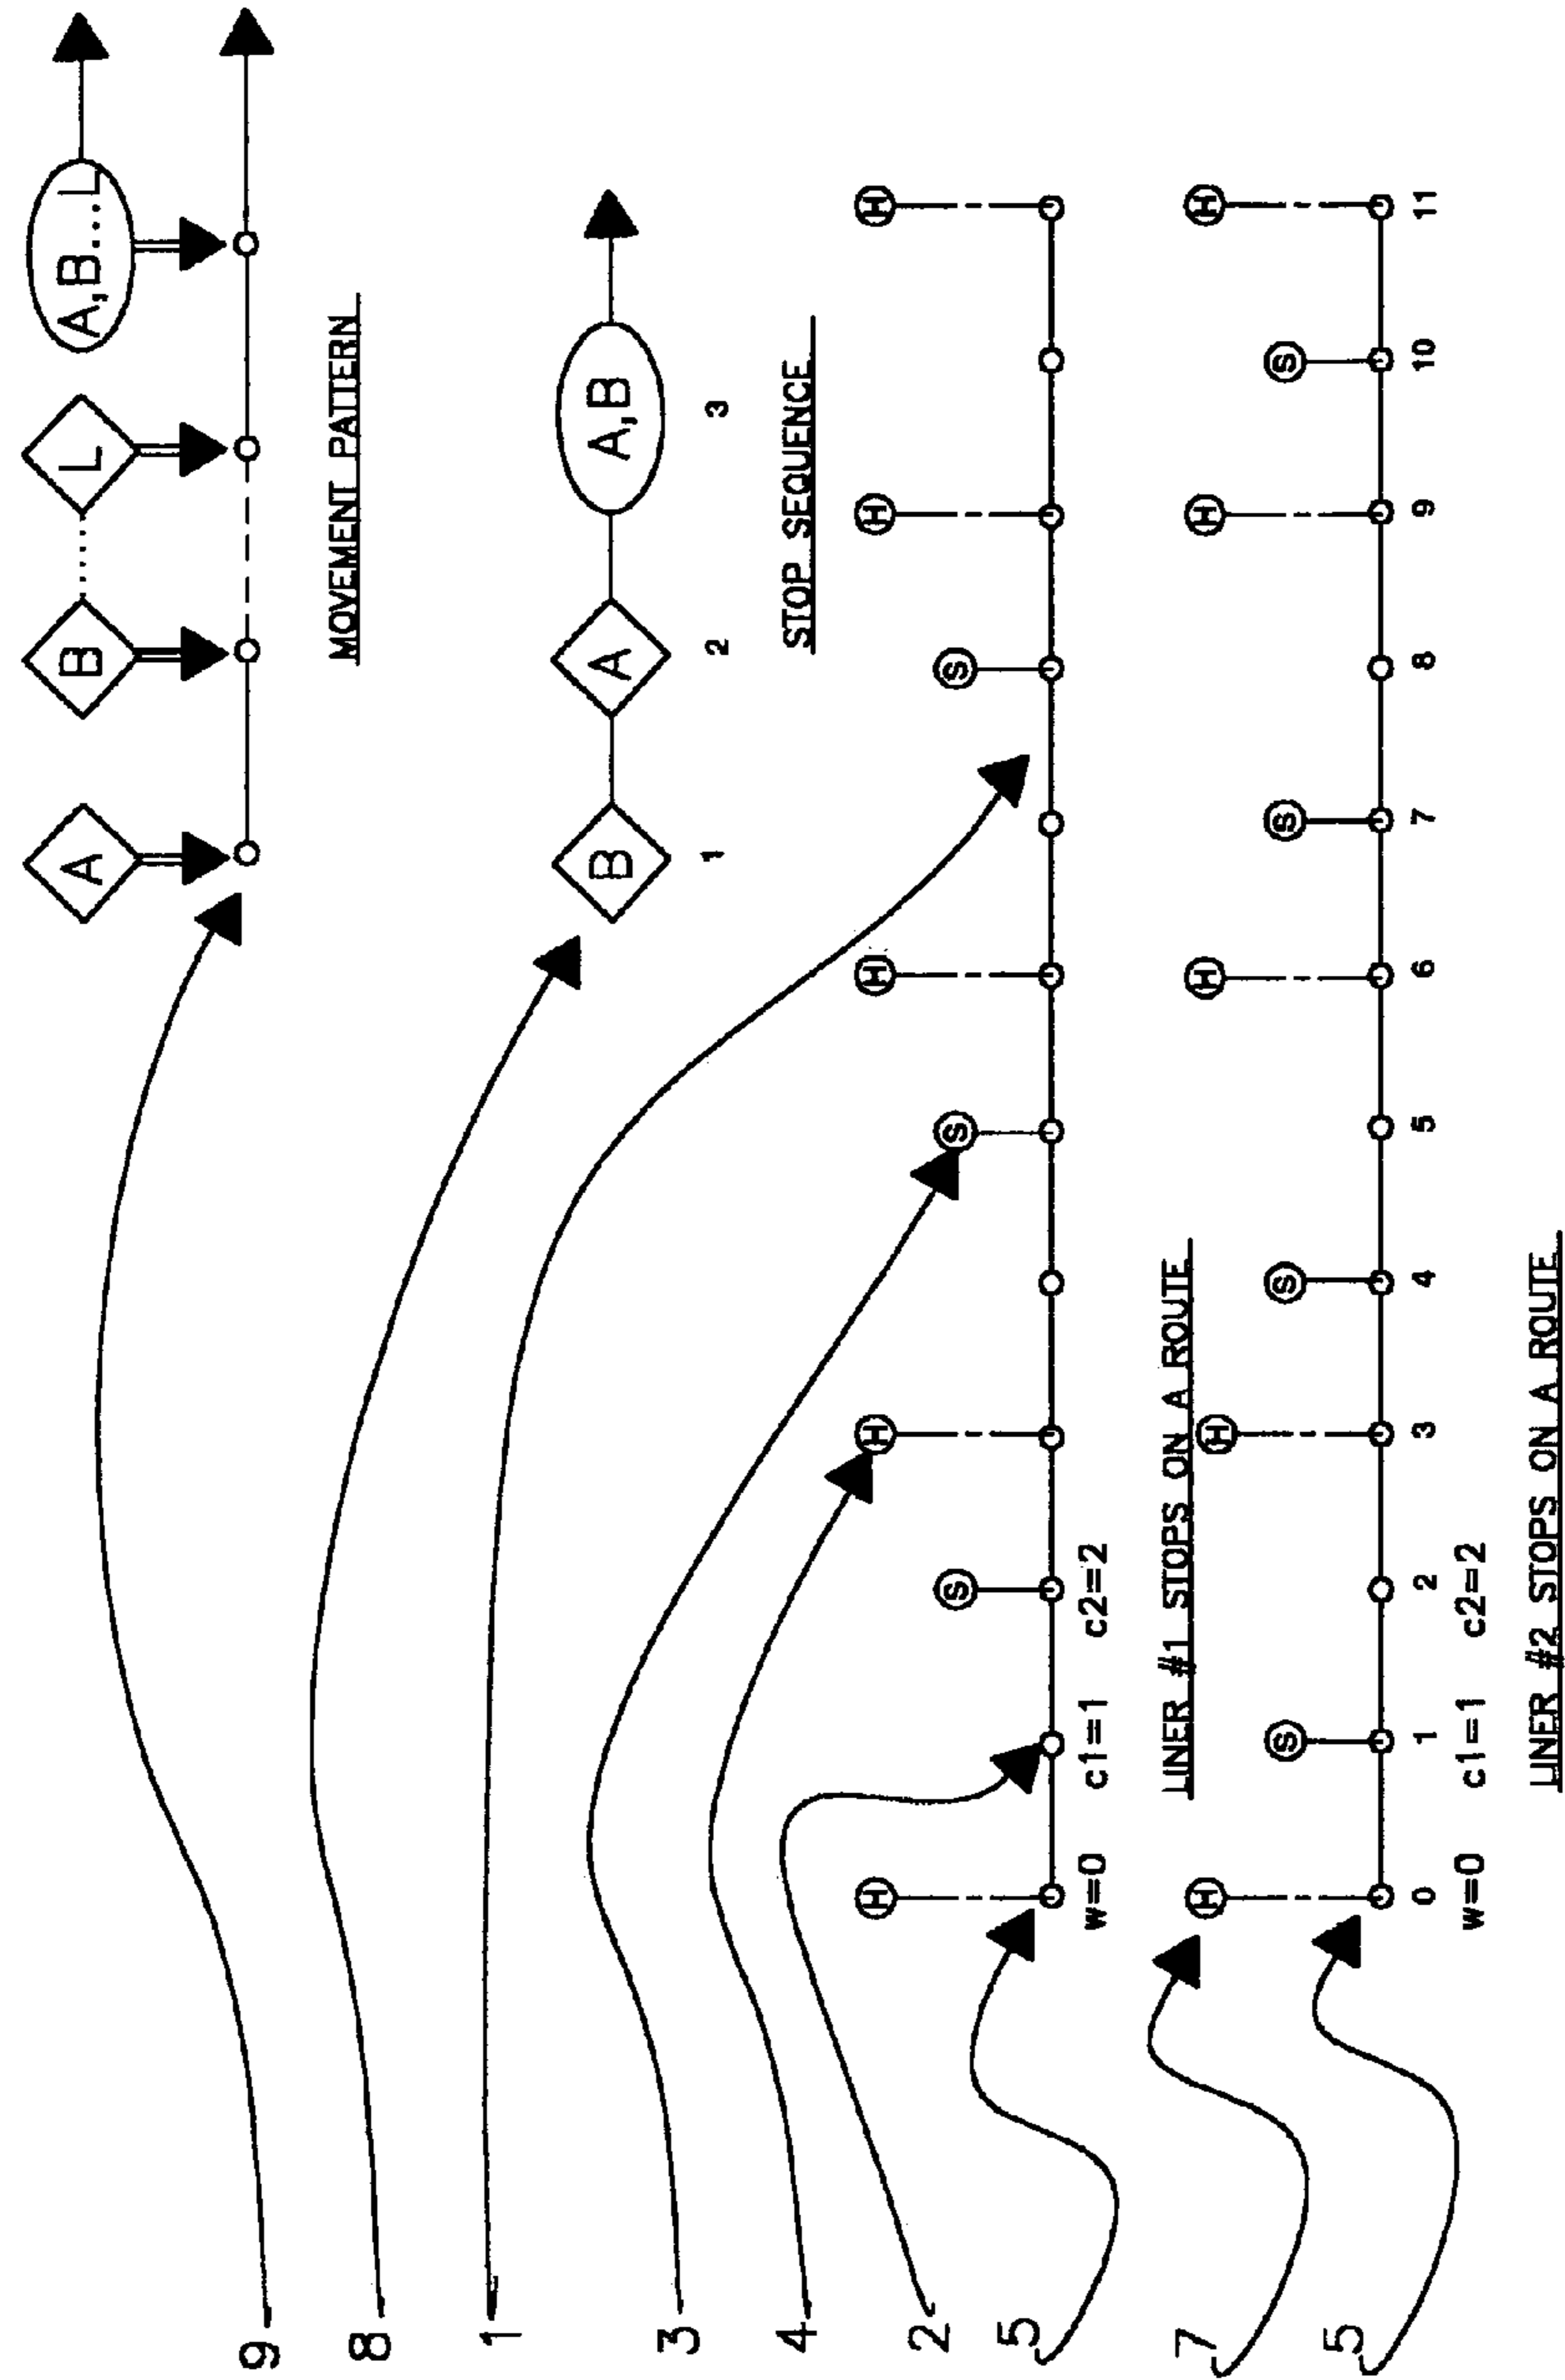 A B L A,B...L
9
MOVEMENT PATTERN
8
1
B A A,B
3
1 2 3
4
STOP SEQUENCE
H H H H H
2
S S S
5
w=0 c1=1 c2=2
LINER #1 STOPS ON A ROUTE
7
H H H H H
S S S S
5
0 1 2 3 4 5 6 7 8 9 10 11
w=0 c1=1 c2=2
LINER #2 STOPS ON A ROUTE